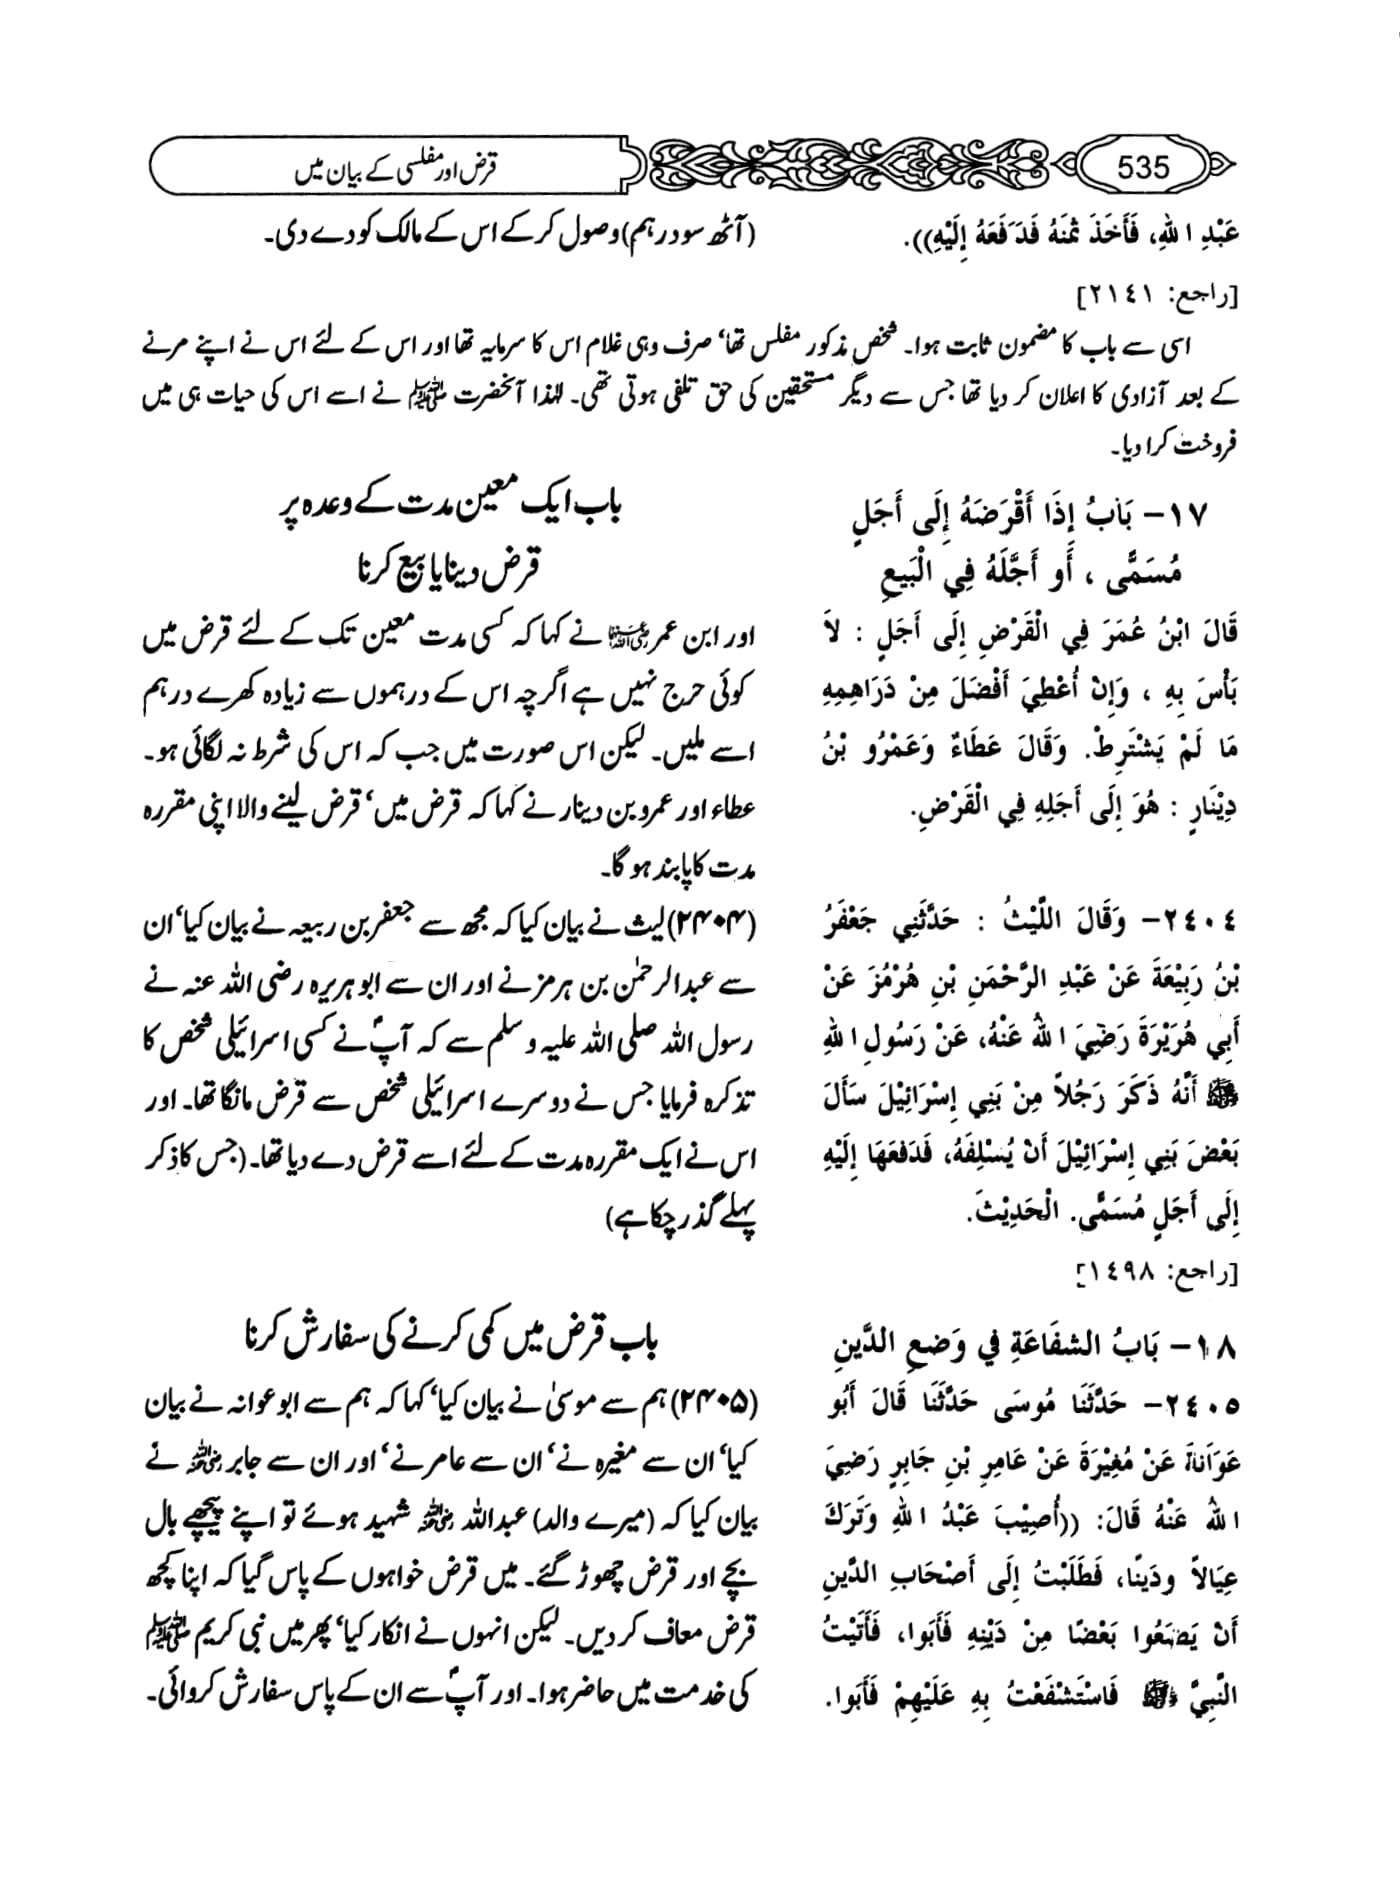 535
قرض اور مفلسی کے بیان میں
عَبْدِ اللهِ، فَأَخَذَ ثَمَنَهُ فَدَفَعَهُ إِلَيْهِ)).
[راجع: ٢١٤١]
(آٹھ سو درہم) وصول کر کے اس کے مالک کو دے دی۔
اسی سے باب کا مضمون ثابت ہوا۔ شخص مذکور مفلس تھا‘ صرف وہی غلام اس کا سرمایہ تھا اور اس کے لئے اس نے اپنے مرنے
کے بعد آزادی کا اعلان کر دیا تھا جس سے دیگر مستحقین کی حق تلفی ہوتی تھی۔ لہٰذا آنحضرت ﷺ نے اسے اس کی حیات ہی میں
فروخت کرا دیا۔
١٧– بَابُ إِذَا أَقْرَضَهُ إِلَى أَجَلٍ
مُسَمًّى ، أَو أَجَّلَهُ فِي الْبَيعِ
قَالَ ابْنُ عُمَرَ فِي الْقَرْضِ إِلَى أَجَلٍ : لاَ
بَأْسَ بِهِ ، وَإِنْ أُعْطِيَ أَفْضَلَ مِنْ دَرَاهِمِهِ
مَا لَمْ يَشْتَرِطْ. وَقَالَ عَطَاءٌ وَعَمْرُو بْنُ
دِيْنَارٍ : هُوَ إِلَى أَجَلِهِ فِي الْقَرْضِ.
باب ایک معین مدت کے وعدہ پر
قرض دینا یا بیع کرنا
اور ابن عمر رضی اللہ عنہما نے کہا کہ کسی مدت معین تک کے لئے قرض میں
کوئی حرج نہیں ہے اگرچہ اس کے درہموں سے زیادہ کھرے درہم
اسے ملیں۔ لیکن اس صورت میں جب کہ اس کی شرط نہ لگائی ہو۔
عطاء اور عمرو بن دینار نے کہا کہ قرض میں‘ قرض لینے والا اپنی مقررہ
مدت کا پابند ہو گا۔
٢٤٠٤– وَقَالَ اللَّيْثُ : حَدَّثَنِي جَعْفَرُ
بْنُ رَبِيْعَةَ عَنْ عَبْدِ الرَّحْمَنِ بْنِ هُرْمُزَ عَنْ
أَبِي هُرَيْرَةَ رَضِيَ اللهُ عَنْهُ، عَنْ رَسُولِ اللهِ
ﷺ أَنَّهُ ذَكَرَ رَجُلاً مِنْ بَنِي إِسْرَائِيْلَ سَأَلَ
بَعْضَ بَنِي إِسْرَائِيْلَ أَنْ يُسْلِفَهُ، فَدَفَعَهَا إِلَيْهِ
إِلَى أَجَلٍ مُسَمًّى. الْحَدِيْثَ.
[راجع: ١٤٩٨]
(۲۴۰۴) لیث نے بیان کیا کہ مجھ سے جعفر بن ربیعہ نے بیان کیا‘ ان
سے عبدالرحمٰن بن ہرمز نے اور ان سے ابو ہریرہ رضی اللہ عنہ نے
رسول اللہ صلی اللہ علیہ و سلم سے کہ آپؐ نے کسی اسرائیلی شخص کا
تذکرہ فرمایا جس نے دوسرے اسرائیلی شخص سے قرض مانگا تھا۔ اور
اس نے ایک مقررہ مدت کے لئے اسے قرض دے دیا تھا۔ (جس کا ذکر
پہلے گذر چکا ہے)
١٨– بَابُ الشفَاعَةِ في وَضعِ الدَّينِ
٢٤٠٥– حَدَّثَنَا مُوسَى حَدَّثَنَا قَالَ أَبُو
عَوَانَةَ عَنْ مُغِيْرَةَ عَنْ عَامِرِ بْنِ جَابِرٍ رَضِيَ
اللهُ عَنْهُ قَالَ: ((أُصِيْبَ عَبْدُ اللهِ وَتَرَكَ
عِيَالاً ودَينًا، فَطَلَبْتُ إِلَى أَصْحَابِ الدَّينِ
أَنْ يَضَعُوا بَعْضًا مِنْ دَيْنِهِ فَأَبَوا، فَأَتَيْتُ
النَّبِيَّ ﷺ فَاسْتَشْفَعْتُ بِهِ عَلَيْهِمْ فَأَبَوا.
باب قرض میں کمی کرنے کی سفارش کرنا
(۲۴۰۵) ہم سے موسیٰ نے بیان کیا‘ کہا کہ ہم سے ابو عوانہ نے بیان
کیا‘ ان سے مغیرہ نے‘ ان سے عامر نے‘ اور ان سے جابر رضی اللہ عنہ نے
بیان کیا کہ (میرے والد) عبداللہ رضی اللہ عنہ شہید ہوئے تو اپنے پیچھے بال
بچے اور قرض چھوڑ گئے۔ میں قرض خواہوں کے پاس گیا کہ اپنا کچھ
قرض معاف کر دیں۔ لیکن انہوں نے انکار کیا‘ پھر میں نبی کریم ﷺ
کی خدمت میں حاضر ہوا۔ اور آپؐ سے ان کے پاس سفارش کروائی۔